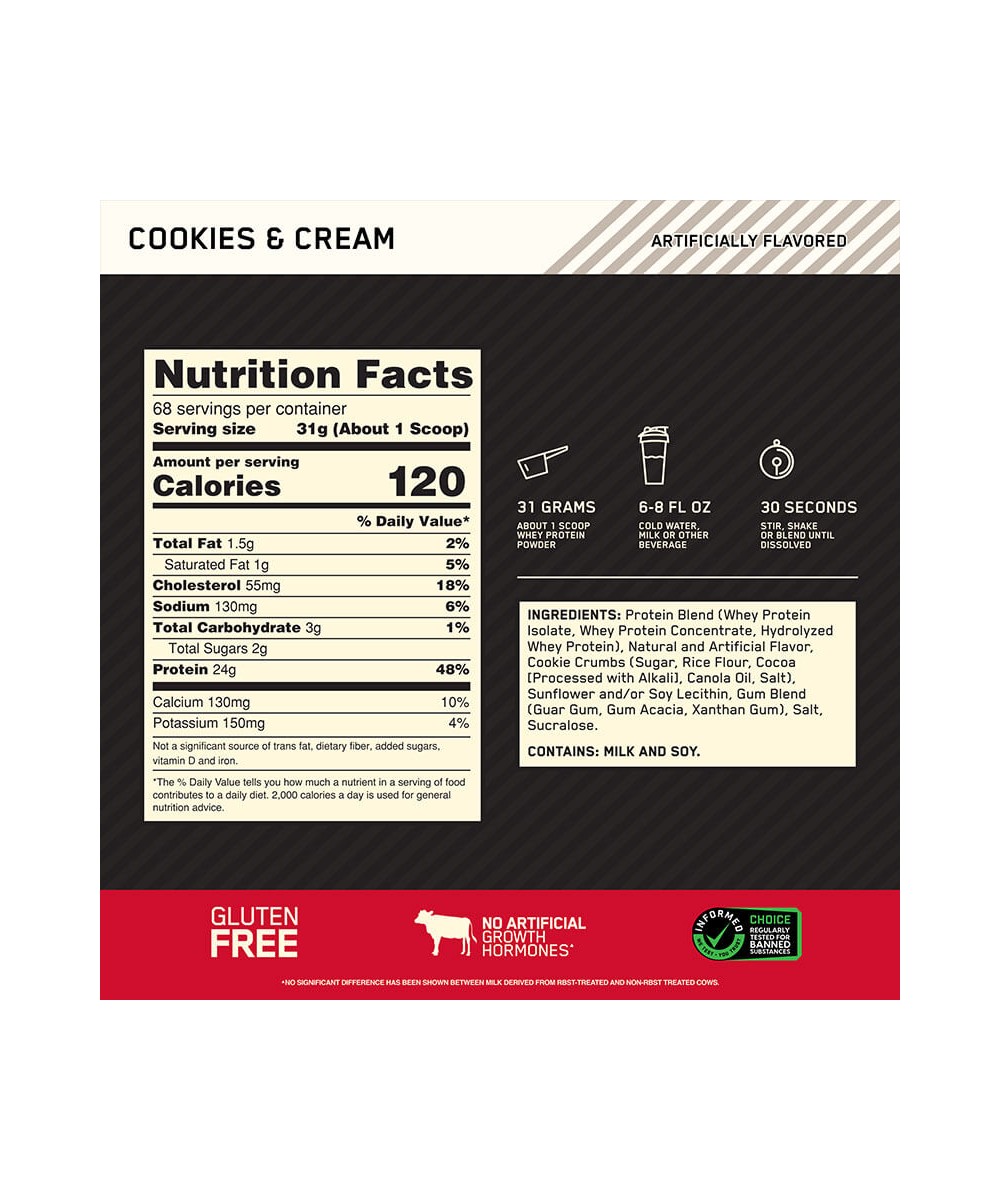 COOKIES & CREAM
ARTIFICIALLY FLAVORED
Nutrition Facts
68 servings per container
Serving size 31g (About 1 Scoop)
Amount per serving
Calories 120
% Daily Value*
Total Fat 1.5g 2%
Saturated Fat 1g 5%
Cholesterol 55mg 18%
Sodium 130mg 6%
Total Carbohydrate 3g 1%
Total Sugars 2g
Protein 24g 48%
Calcium 130mg 10%
Potassium 150mg 4%
Not a significant source of trans fat, dietary fiber, added sugars,
vitamin D and iron.
*The % Daily Value tells you how much a nutrient in a serving of food
contributes to a daily diet. 2,000 calories a day is used for general
nutrition advice.
31 GRAMS
ABOUT 1 SCOOP
WHEY PROTEIN
POWDER
6-8 FL OZ
COLD WATER,
MILK OR OTHER
BEVERAGE
30 SECONDS
STIR, SHAKE
OR BLEND UNTIL
DISSOLVED
INGREDIENTS: Protein Blend (Whey Protein
Isolate, Whey Protein Concentrate, Hydrolyzed
Whey Protein), Natural and Artificial Flavor,
Cookie Crumbs (Sugar, Rice Flour, Cocoa
[Processed with Alkali], Canola Oil, Salt),
Sunflower and/or Soy Lecithin, Gum Blend
(Guar Gum, Gum Acacia, Xanthan Gum), Salt,
Sucralose.
CONTAINS: MILK AND SOY.
GLUTEN
FREE
NO ARTIFICIAL
GROWTH
HORMONES^
INFORMED
WE TEST • YOU TRUST
CHOICE
REGULARLY
TESTED FOR
BANNED
SUBSTANCES
^NO SIGNIFICANT DIFFERENCE HAS BEEN SHOWN BETWEEN MILK DERIVED FROM RBST-TREATED AND NON-RBST TREATED COWS.